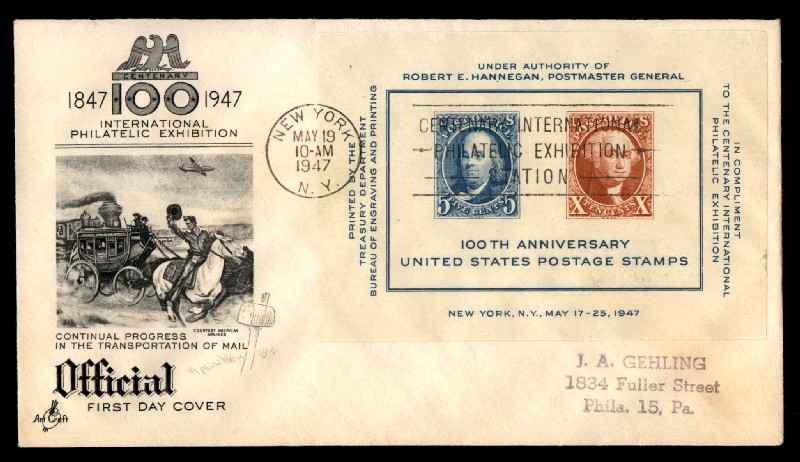 CENTENARY
1847 100 1947
INTERNATIONAL
PHILATELIC EXHIBITION
COURTESY AMERICAN
AIRLINES
CONTINUAL PROGRESS
IN THE TRANSPORTATION OF MAIL
Official
FIRST DAY COVER
Art Craft
NEW YORK
MAY 19
10-AM
1947
N. Y.
UNDER AUTHORITY OF
ROBERT E. HANNEGAN, POSTMASTER GENERAL
PRINTED BY THE
TREASURY DEPARTMENT
BUREAU OF ENGRAVING AND PRINTING
IN COMPLIMENT
TO THE CENTENARY INTERNATIONAL
PHILATELIC EXHIBITION
CENTENARY INTERNATIONAL
PHILATELIC EXHIBITION
STATION
5 FIVE CENTS 5
X TEN CENTS X
100TH ANNIVERSARY
UNITED STATES POSTAGE STAMPS
NEW YORK, N.Y., MAY 17-25, 1947
J. A. GEHLING
1834 Fuller Street
Phila. 15, Pa.